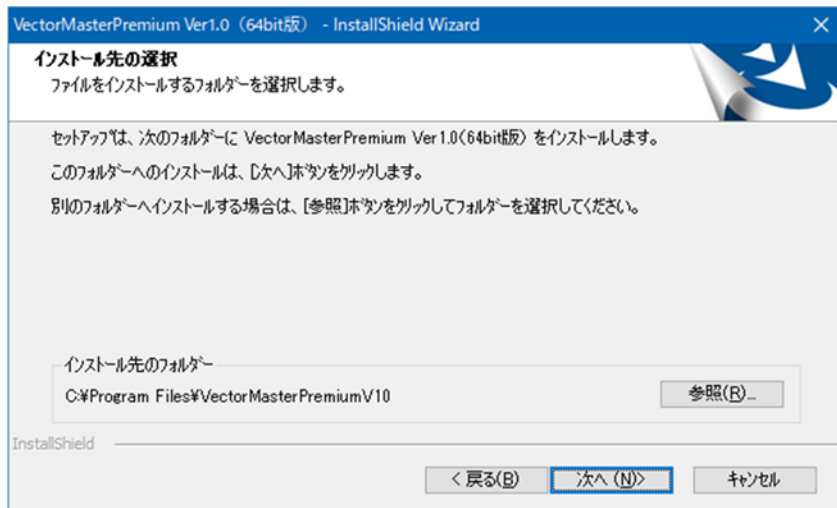 VectorMasterPremium Ver1.0（64bit版） - InstallShield Wizard
インストール先の選択
ファイルをインストールするフォルダーを選択します。
セットアップは、次のフォルダーに VectorMasterPremium Ver1.0(64bit版) をインストールします。
このフォルダーへのインストールは、[次へ]ボタンをクリックします。
別のフォルダーへインストールする場合は、[参照]ボタンをクリックしてフォルダーを選択してください。
インストール先のフォルダー
C:¥Program Files¥VectorMasterPremiumV10
参照(R)...
InstallShield
< 戻る(B)
次へ (N)>
キャンセル